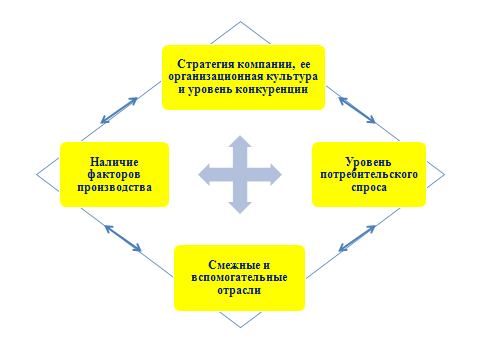 Стратегия компании, ее
организационная культура
и уровень конкуренции
Наличие
факторов
производства
Уровень
потребительского
спроса
Смежные и
вспомогательные
отрасли